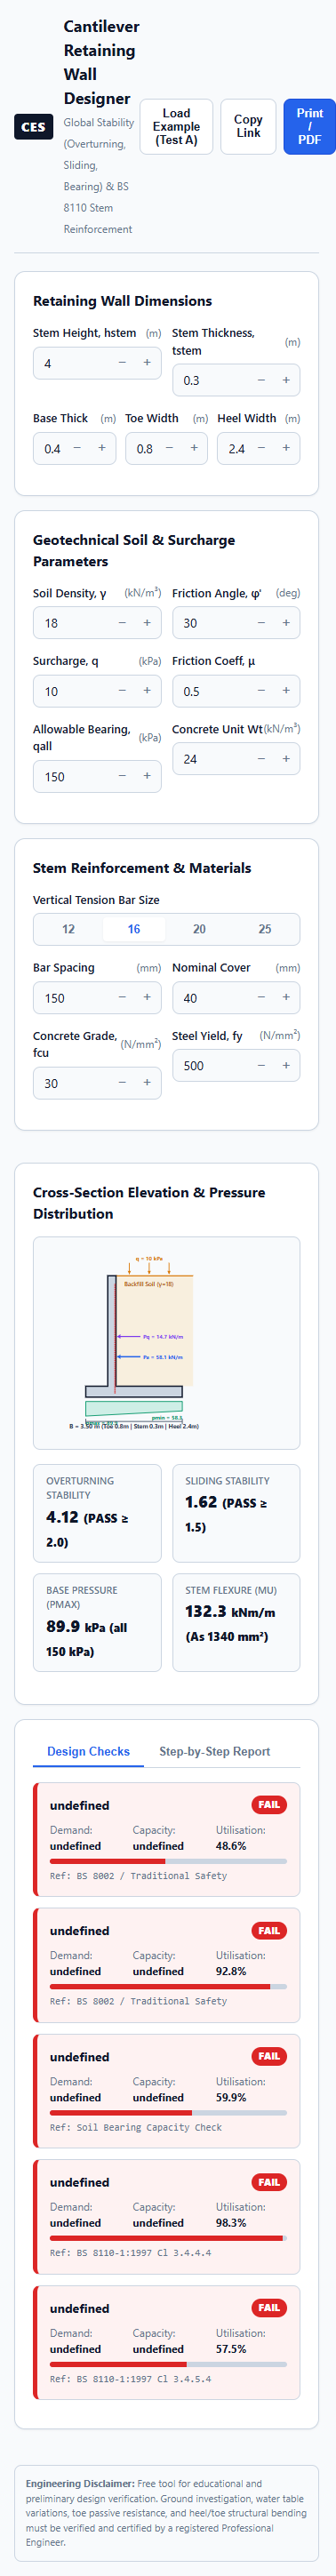 CES
Cantilever
Retaining
Wall
Designer
Global Stability
(Overturning,
Sliding,
Bearing) & BS
8110 Stem
Reinforcement
Load
Example
(Test A)
Copy
Link
Print
/
PDF
Retaining Wall Dimensions
Stem Height, hstem (m)
4 − +
Stem Thickness,
tstem (m)
0.3 − +
Base Thick (m)
0.4 − +
Toe Width (m)
0.8 − +
Heel Width (m)
2.4 − +
Geotechnical Soil & Surcharge
Parameters
Soil Density, γ (kN/m³)
18 − +
Friction Angle, φ' (deg)
30 − +
Surcharge, q (kPa)
10 − +
Friction Coeff, μ
0.5 − +
Allowable Bearing,
qall (kPa)
150 − +
Concrete Unit Wt (kN/m³)
24 − +
Stem Reinforcement & Materials
Vertical Tension Bar Size
12 16 20 25
Bar Spacing (mm)
150 − +
Nominal Cover (mm)
40 − +
Concrete Grade,
fcu (N/mm²)
30 − +
Steel Yield, fy (N/mm²)
500 − +
Cross-Section Elevation & Pressure
Distribution
q = 10 kPa
Backfill Soil (γ=18)
Pq = 14.7 kN/m
Pa = 58.1 kN/m
B = 3.50 m (Toe 0.8m | Stem 0.3m | Heel 2.4m)
OVERTURNING
STABILITY
4.12 (PASS ≥
2.0)
SLIDING STABILITY
1.62 (PASS ≥
1.5)
BASE PRESSURE
(PMAX)
89.9 kPa (all
150 kPa)
STEM FLEXURE (MU)
132.3 kNm/m
(As 1340 mm²)
Design Checks Step-by-Step Report
undefined FAIL
Demand: Capacity: Utilisation:
undefined undefined 48.6%
Ref: BS 8002 / Traditional Safety
undefined FAIL
Demand: Capacity: Utilisation:
undefined undefined 92.8%
Ref: BS 8002 / Traditional Safety
undefined FAIL
Demand: Capacity: Utilisation:
undefined undefined 59.9%
Ref: Soil Bearing Capacity Check
undefined FAIL
Demand: Capacity: Utilisation:
undefined undefined 98.3%
Ref: BS 8110-1:1997 Cl 3.4.4.4
undefined FAIL
Demand: Capacity: Utilisation:
undefined undefined 57.5%
Ref: BS 8110-1:1997 Cl 3.4.5.4
Engineering Disclaimer: Free tool for educational and
preliminary design verification. Ground investigation, water table
variations, toe passive resistance, and heel/toe structural bending
must be verified and certified by a registered Professional
Engineer.